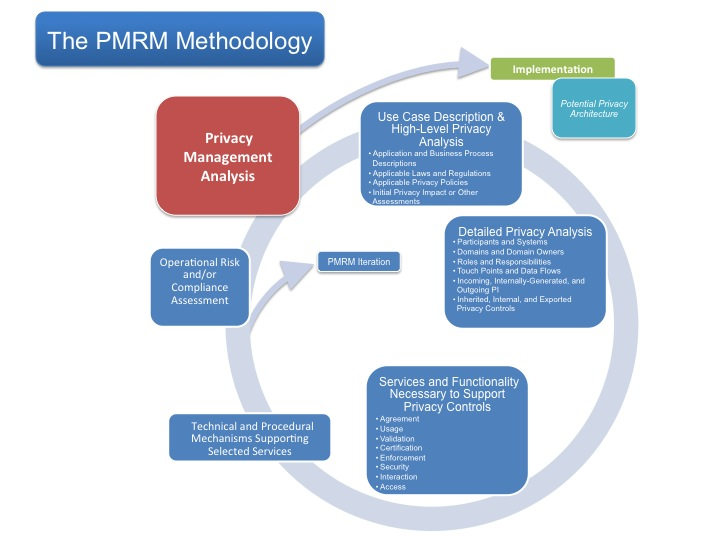 The PMRM Methodology
Implementation
Potential Privacy
Architecture
Privacy
Management
Analysis
Use Case Description &
High-Level Privacy
Analysis
• Application and Business Process
Descriptions
• Applicable Laws and Regulations
• Applicable Privacy Policies
• Initial Privacy Impact or Other
Assessments
Detailed Privacy Analysis
• Participants and Systems
• Domains and Domain Owners
• Roles and Responsibilities
• Touch Points and Data Flows
• Incoming, Internally-Generated, and
Outgoing PI
• Inherited, Internal, and Exported
Privacy Controls
Operational Risk
and/or
Compliance
Assessment
PMRM Iteration
Services and Functionality
Necessary to Support
Privacy Controls
• Agreement
• Usage
• Validation
• Certification
• Enforcement
• Security
• Interaction
• Access
Technical and Procedural
Mechanisms Supporting
Selected Services